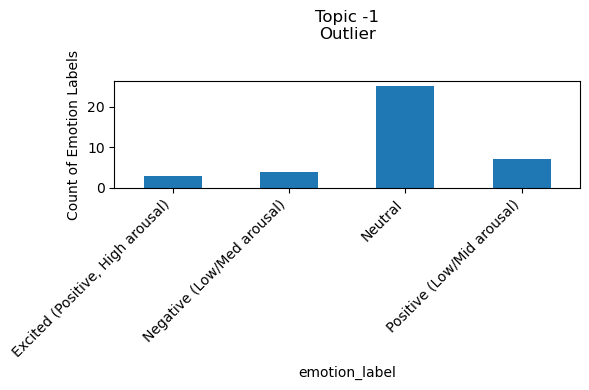 Topic -1
Outlier
Count of Emotion Labels
20
10
0
Excited (Positive, High arousal)
Negative (Low/Med arousal)
Neutral
Positive (Low/Mid arousal)
emotion_label